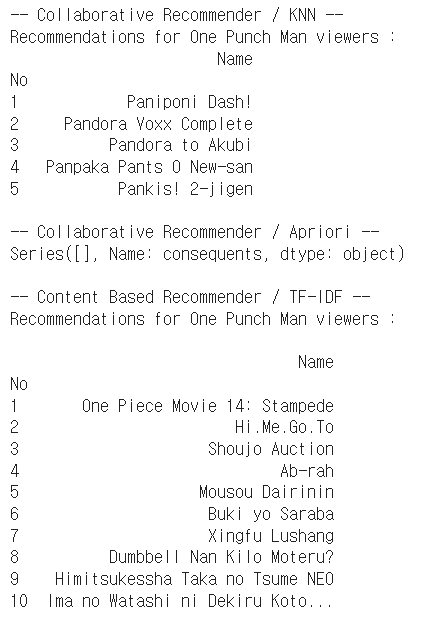 -- Collaborative Recommender / KNN --
Recommendations for One Punch Man viewers :
Name
No
1 Paniponi Dash!
2 Pandora Voxx Complete
3 Pandora to Akubi
4 Panpaka Pants O New-san
5 Pankis! 2-jigen
-- Collaborative Recommender / Apriori --
Series([], Name: consequents, dtype: object)
-- Content Based Recommender / TF-IDF --
Recommendations for One Punch Man viewers :
Name
No
1 One Piece Movie 14: Stampede
2 Hi.Me.Go.To
3 Shoujo Auction
4 Ab-rah
5 Mousou Dairinin
6 Buki yo Saraba
7 Xingfu Lushang
8 Dumbbell Nan Kilo Moteru?
9 Himitsukessha Taka no Tsume NEO
10 Ima no Watashi ni Dekiru Koto...